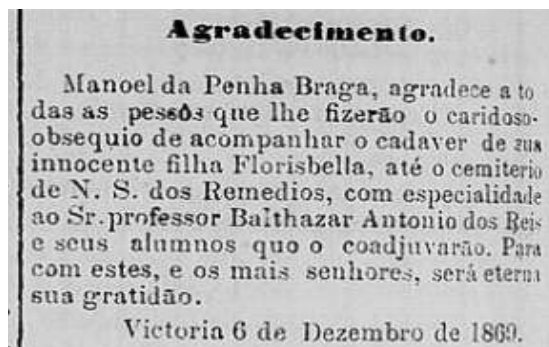 Agradecimento.
Manoel da Penha Braga, agradece a to
das as pessôs que lhe fizerão o caridoso-
obsequio de acompanhar o cadaver de sua
innocente filha Florisbella, até o cemiterio
de N. S. dos Remedios, com especialidade
ao Sr. professor Balthazar Antonio dos Reis
e seus alumnos quo o coadjuvarão. Para
com estes, e os mais senhores, será eterna
sua gratidão.
Victoria 6 de Dezembro de 1869.